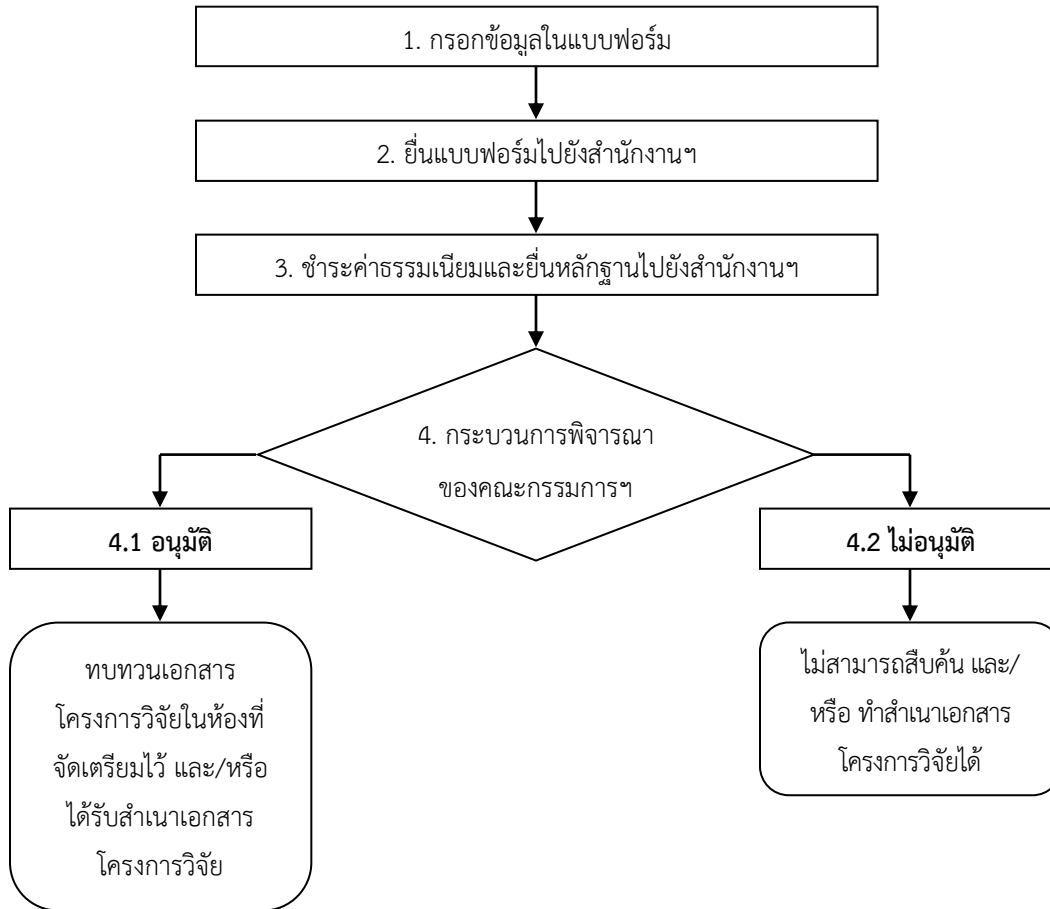 1. กรอกข้อมูลในแบบฟอร์ม
2. ยื่นแบบฟอร์มไปยังสำนักงานฯ
3. ชำระค่าธรรมเนียมและยื่นหลักฐานไปยังสำนักงานฯ
4. กระบวนการพิจารณา
ของคณะกรรมการฯ
4.1 อนุมัติ
4.2 ไม่อนุมัติ
ทบทวนเอกสาร
โครงการวิจัยในห้องที่
จัดเตรียมไว้ และ/หรือ
ได้รับสำเนาเอกสาร
โครงการวิจัย
ไม่สามารถสืบค้น และ/
หรือ ทำสำเนาเอกสาร
โครงการวิจัยได้